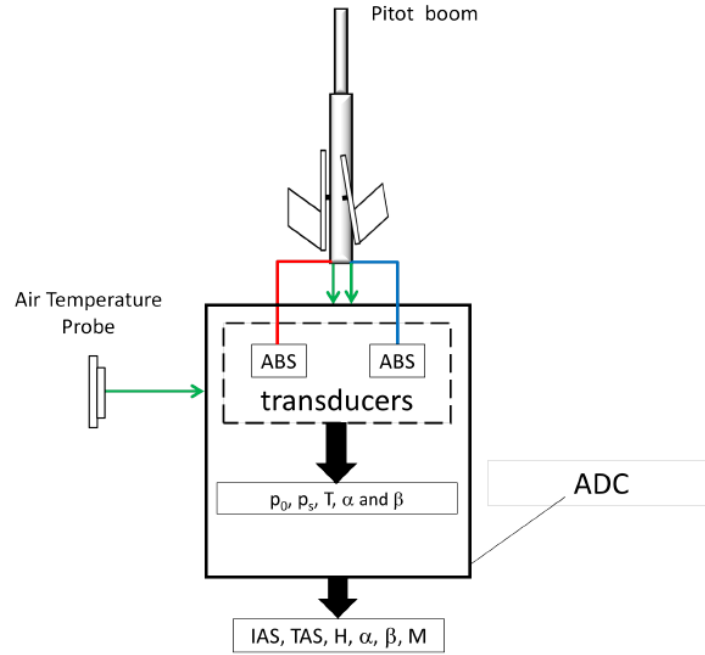 Pitot boom
Air Temperature
Probe
ABS ABS
transducers
ADC
p₀, pₛ, T, α and β
IAS, TAS, H, α, β, M